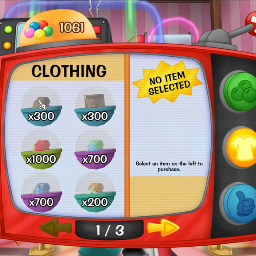 1061
CLOTHING
NO ITEM
SELECTED
x300
x300
x1000
x700
x700
x200
Select an item on the left to
purchase.
1 / 3